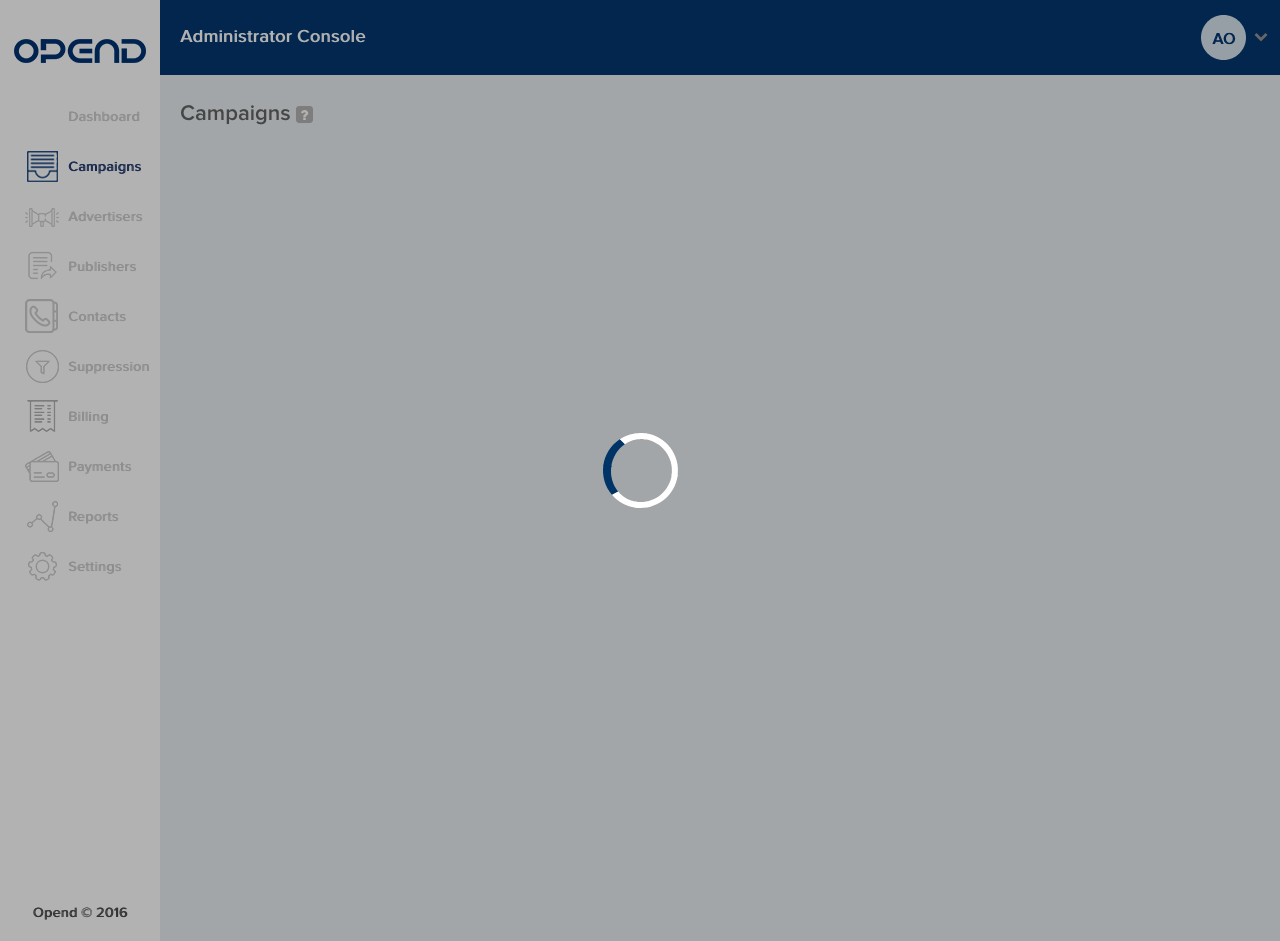 OPEND
Administrator Console
AO
Dashboard
Campaigns
Advertisers
Publishers
Contacts
Suppression
Billing
Payments
Reports
Settings
Opend © 2016
Campaigns ?